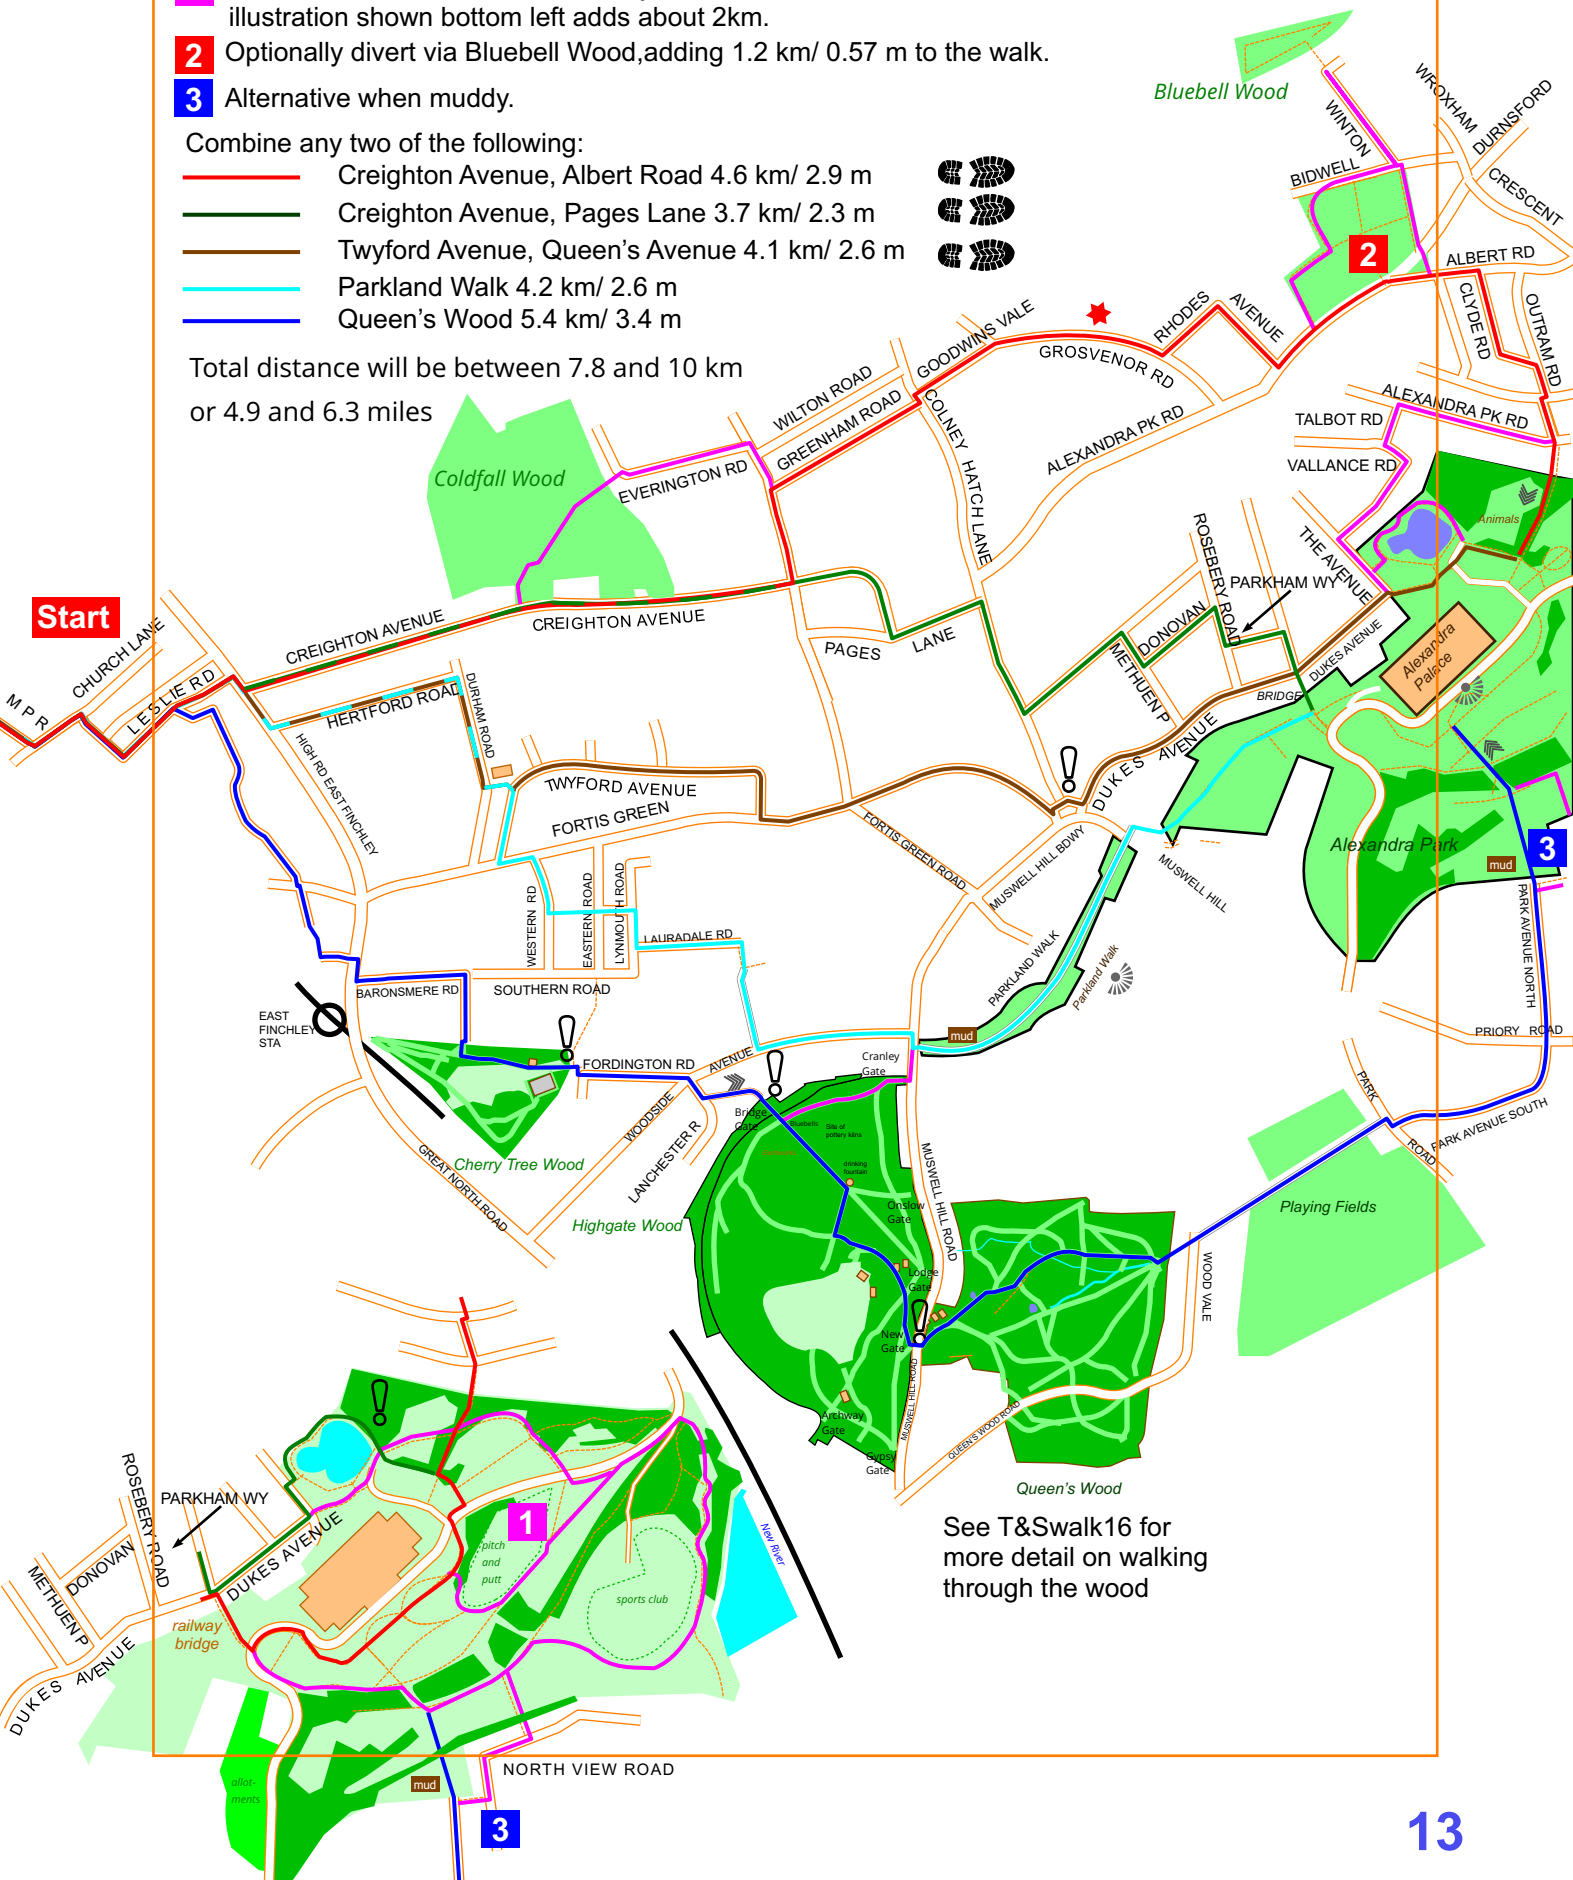 illustration shown bottom left adds about 2km.
2 Optionally divert via Bluebell Wood,adding 1.2 km/ 0.57 m to the walk.
3 Alternative when muddy.
Combine any two of the following:
Creighton Avenue, Albert Road 4.6 km/ 2.9 m
Creighton Avenue, Pages Lane 3.7 km/ 2.3 m
Twyford Avenue, Queen's Avenue 4.1 km/ 2.6 m
Parkland Walk 4.2 km/ 2.6 m
Queen's Wood 5.4 km/ 3.4 m
Total distance will be between 7.8 and 10 km
or 4.9 and 6.3 miles
Bluebell Wood
WINTON
WROXHAM
DURNSFORD
CRESCENT
BIDWELL
2
ALBERT RD
CLYDE RD
OUTRAM RD
RHODES
AVENUE
GOODWINS VALE
GROSVENOR RD
WILTON ROAD
GREENHAM ROAD
COLNEY HATCH LANE
ALEXANDRA PK RD
ALEXANDRA PK RD
TALBOT RD
VALLANCE RD
Coldfall Wood
EVERINGTON RD
Animals
THE AVENUE
ROSEBERY ROAD
PARKHAM WY
Start
CHURCH LANE
CREIGHTON AVENUE
CREIGHTON AVENUE
PAGES
LANE
DONOVAN
METHUEN P
DUKES AVENUE
BRIDGE
Alexandra
Palace
M P R
LESLIE RD
HERTFORD ROAD
DURHAM ROAD
HIGH RD EAST FINCHLEY
TWYFORD AVENUE
FORTIS GREEN
DUKES
AVENUE
FORTIS GREEN ROAD
MUSWELL HILL BDWY
MUSWELL HILL
Alexandra Park
mud
3
WESTERN RD
EASTERN ROAD
LYNMOUTH ROAD
LAURADALE RD
PARKLAND WALK
Parkland Walk
PARK AVENUE NORTH
BARONSMERE RD
SOUTHERN ROAD
EAST
FINCHLEY
STA
mud
PRIORY ROAD
FORDINGTON RD
AVENUE
Cranley
Gate
WOODSIDE
LANCHESTER R
Bridge
Gate
Bluebells
Site of
pottery kilns
drinking
fountain
PARK
ROAD
PARK AVENUE SOUTH
GREAT NORTH ROAD
Cherry Tree Wood
Highgate Wood
Onslow
Gate
MUSWELL HILL ROAD
Playing Fields
Lodge
Gate
WOOD VALE
New
Gate
MUSWELL HILL ROAD
Archway
Gate
Gypsy
Gate
QUEEN'S WOOD ROAD
Queen's Wood
See T&Swalk16 for
more detail on walking
through the wood
ROSEBERY ROAD
PARKHAM WY
DONOVAN
METHUEN P
DUKES AVENUE
DUKES
AVENUE
railway
bridge
1
pitch
and
putt
sports club
New River
allot-
ments
mud
NORTH VIEW ROAD
3
13